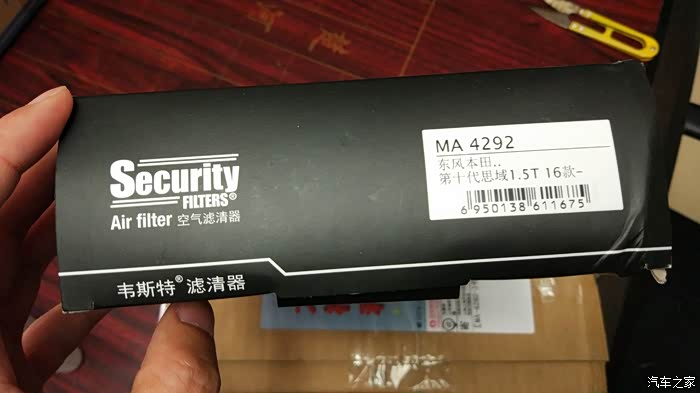 Security
FILTERS®
Air filter 空气滤清器
韦斯特®滤清器
MA 4292
东风本田..
第十代思域1.5T 16款-
6 950138 611675
汽车之家